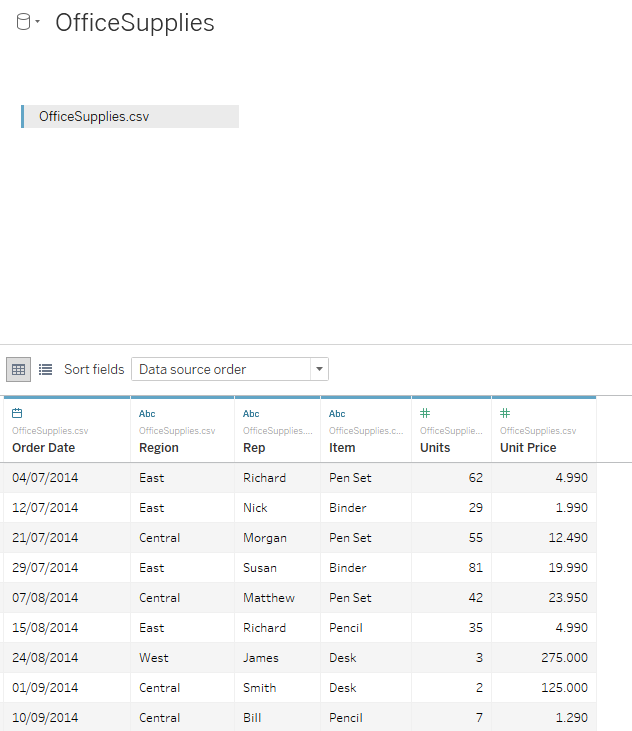 OfficeSupplies
OfficeSupplies.csv
Sort fields Data source order
Abc Abc Abc # #
OfficeSupplies.csv OfficeSupplies.csv OfficeSupplies.... OfficeSupplies.c... OfficeSupplie... OfficeSupplies.csv
Order Date Region Rep Item Units Unit Price
04/07/2014 East Richard Pen Set 62 4.990
12/07/2014 East Nick Binder 29 1.990
21/07/2014 Central Morgan Pen Set 55 12.490
29/07/2014 East Susan Binder 81 19.990
07/08/2014 Central Matthew Pen Set 42 23.950
15/08/2014 East Richard Pencil 35 4.990
24/08/2014 West James Desk 3 275.000
01/09/2014 Central Smith Desk 2 125.000
10/09/2014 Central Bill Pencil 7 1.290